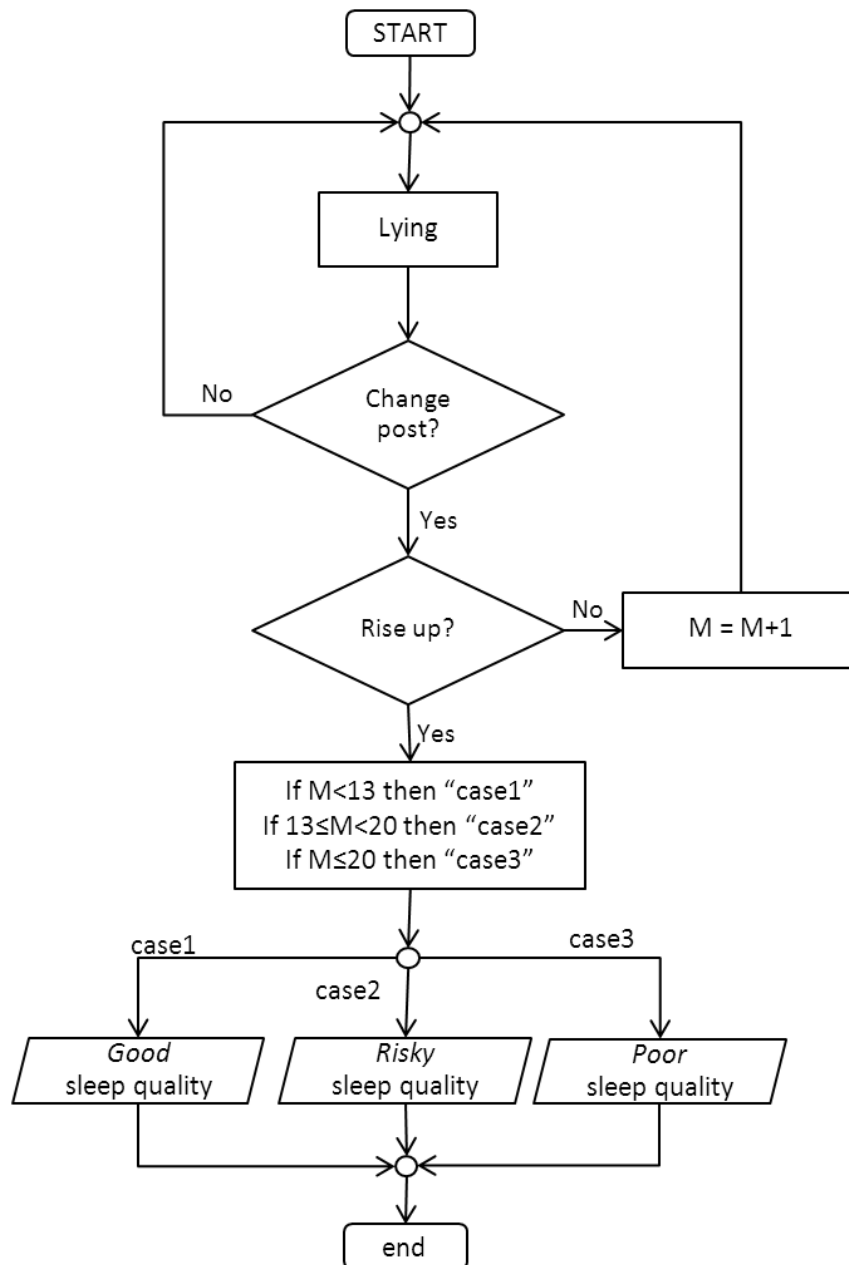 START
Lying
No
Change
post?
Yes
Rise up?
No
M = M+1
Yes
If M<13 then “case1”
If 13≤M<20 then “case2”
If M≤20 then “case3”
case1
case2
case3
Good
sleep quality
Risky
sleep quality
Poor
sleep quality
end